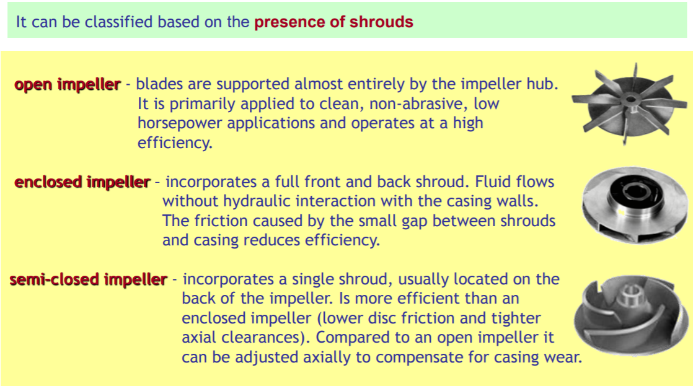 It can be classified based on the presence of shrouds
open impeller - blades are supported almost entirely by the impeller hub.
It is primarily applied to clean, non-abrasive, low
horsepower applications and operates at a high
efficiency.
enclosed impeller - incorporates a full front and back shroud. Fluid flows
without hydraulic interaction with the casing walls.
The friction caused by the small gap between shrouds
and casing reduces efficiency.
semi-closed impeller - incorporates a single shroud, usually located on the
back of the impeller. Is more efficient than an
enclosed impeller (lower disc friction and tighter
axial clearances). Compared to an open impeller it
can be adjusted axially to compensate for casing wear.